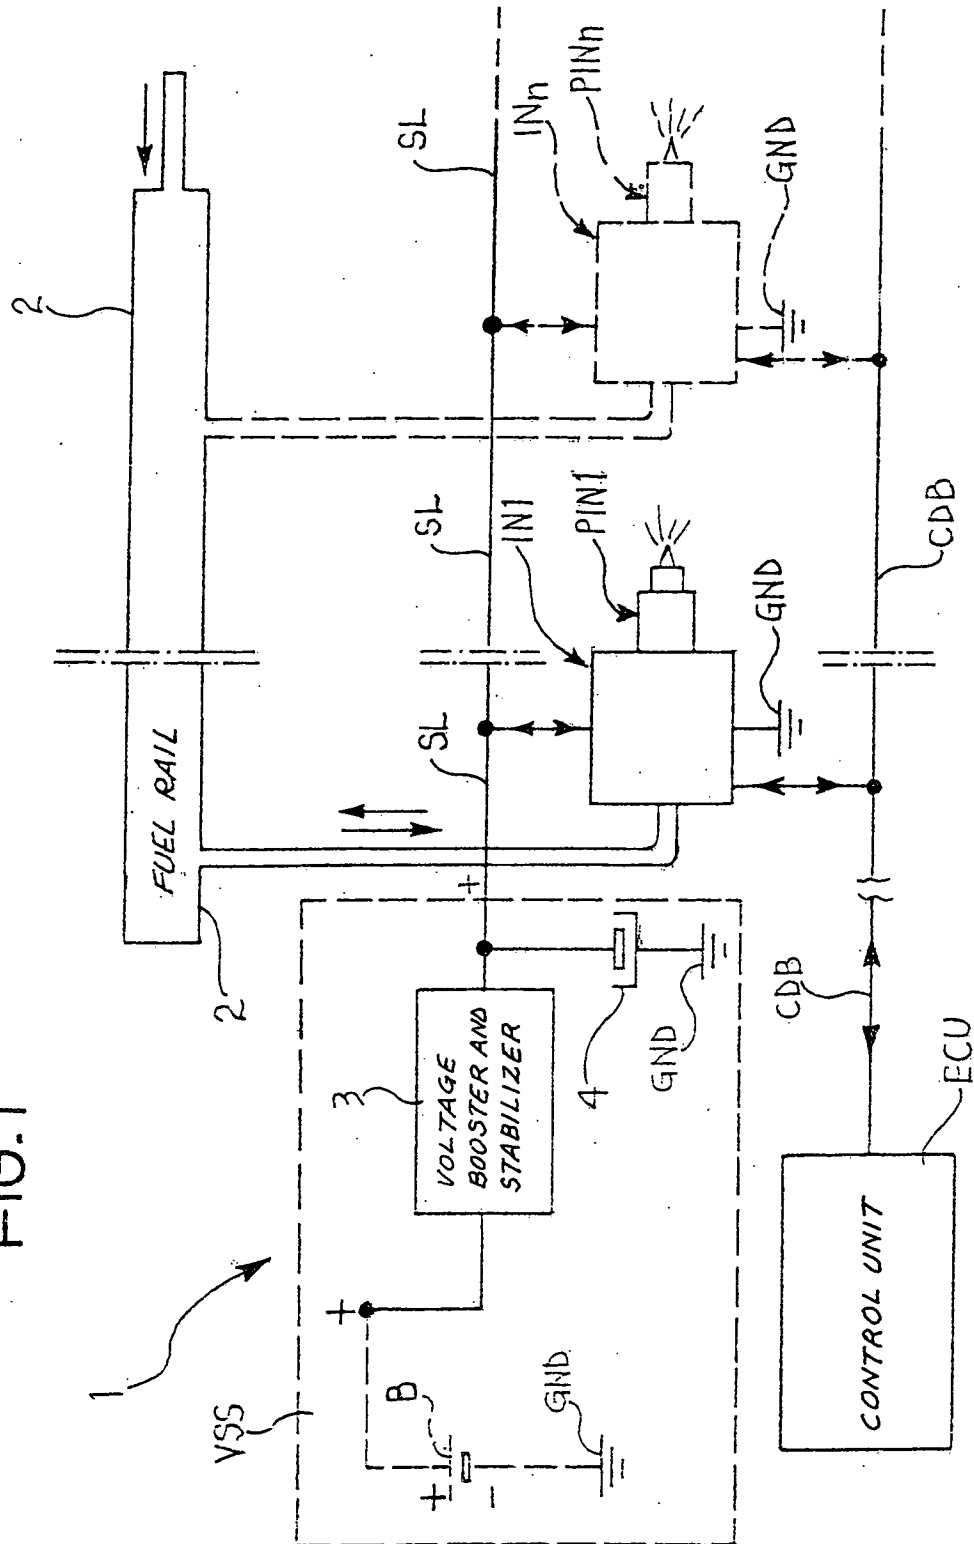 FIG.1
1
2
FUEL RAIL
2
SL
SL
SL
VSS
+
B
+
-
GND
3
VOLTAGE
BOOSTER AND
STABILIZER
+
4
GND
IN1
PIN1
GND
INn
PINn
GND
CDB
CDB
CONTROL UNIT
ECU